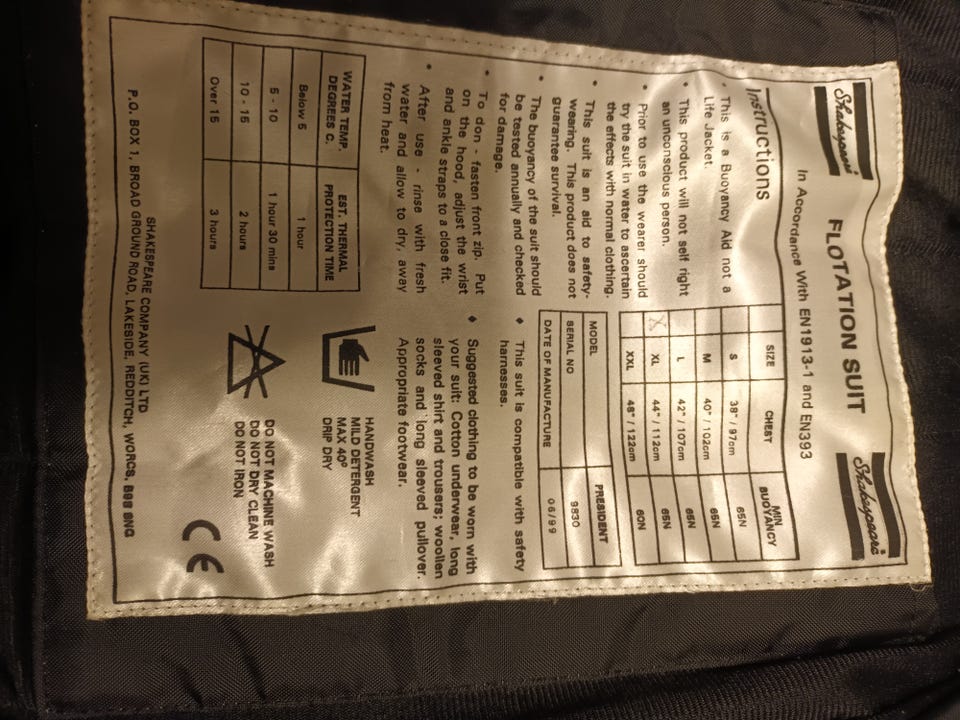 Shakespeare
FLOTATION SUIT
Shakespeare
In Accordance With EN1913-1 and EN393
Instructions
• This is a Buoyancy Aid not a
Life Jacket.
• This product will not self right
an unconscious person.
• Prior to use the wearer should
try the suit in water to ascertain
the effects with normal clothing.
• This suit is an aid to safety-
wearing. This product does not
guarantee survival.
• The buoyancy of the suit should
be tested annually and checked
for damage.
• To don - fasten front zip. Put
on the hood, adjust the wrist
and ankle straps to a close fit.
• After use - rinse with fresh
water and allow to dry, away
from heat.
SIZE CHEST MIN BUOYANCY
S 38" / 97cm 65N
M 40" / 102cm 65N
L 42" / 107cm 65N
X XL 44" / 112cm 65N
XXL 48" / 122cm 60N
MODEL PRESIDENT
SERIAL NO 9830
DATE OF MANUFACTURE 06/99
♦ This suit is compatible with safety
harnesses.
♦ Suggested clothing to be worn with
your suit: Cotton underwear, long
sleeved shirt and trousers; woollen
socks and long sleeved pullover.
Appropriate footwear.
WATER TEMP. DEGREES C. EST. THERMAL PROTECTION TIME
Below 5 1 hour
5 - 10 1 hour 30 mins
10 - 15 2 hours
Over 15 3 hours
HANDWASH
MILD DETERGENT
MAX 40°
DRIP DRY
DO NOT MACHINE WASH
DO NOT DRY CLEAN
DO NOT IRON
CE
SHAKESPEARE COMPANY (UK) LTD
P.O. BOX 1, BROAD GROUND ROAD, LAKESIDE, REDDITCH, WORCS, B98 8NQ